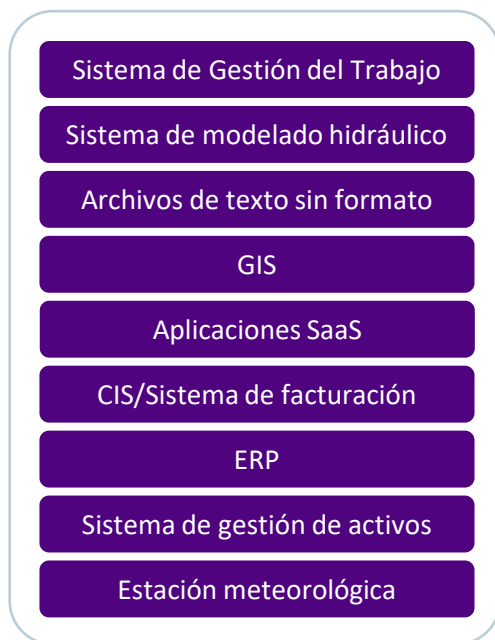 Sistema de Gestión del Trabajo
Sistema de modelado hidráulico
Archivos de texto sin formato
GIS
Aplicaciones SaaS
CIS/Sistema de facturación
ERP
Sistema de gestión de activos
Estación meteorológica